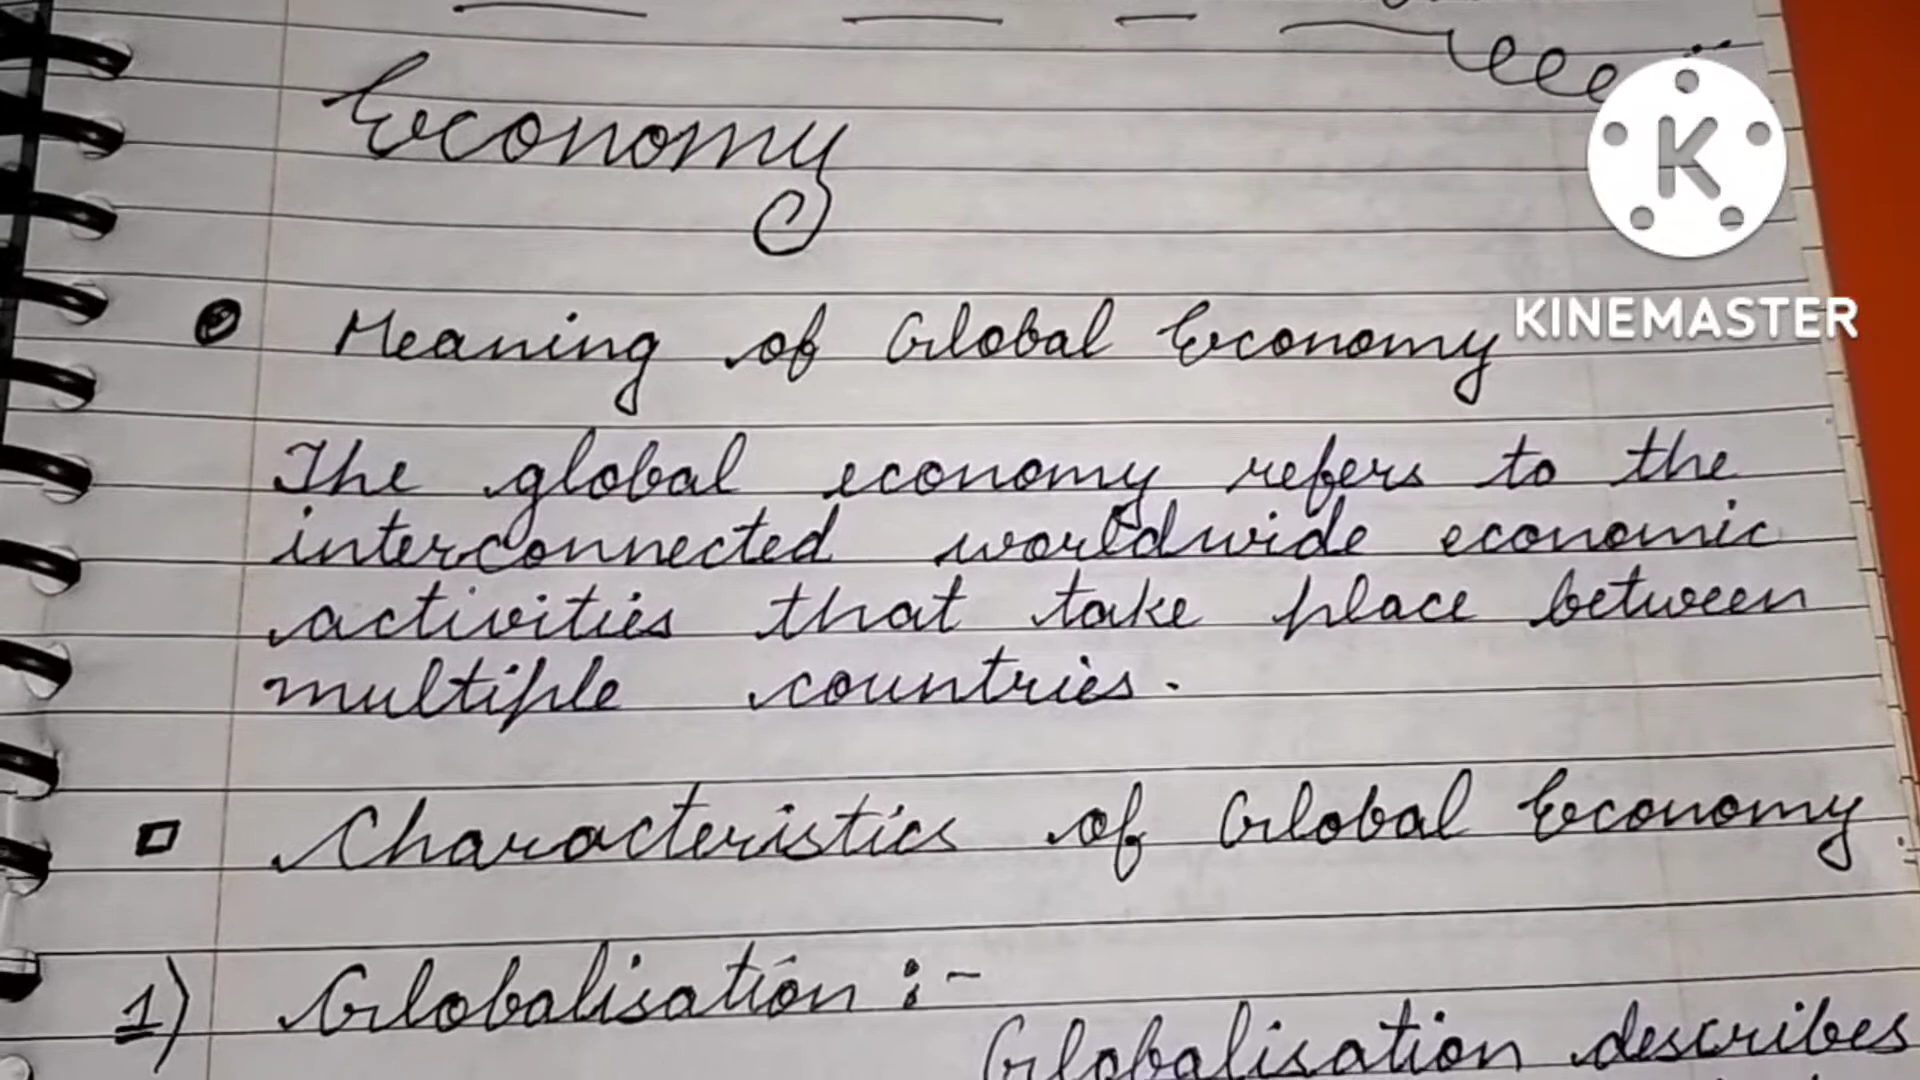 Economy
Meaning of Global Economy
KINEMASTER
The global economy refers to the
interconnected worldwide economic
activities that take place between
multiple countries.
Characteristics of Global Economy
1) Globalisation :-
Globalisation describes